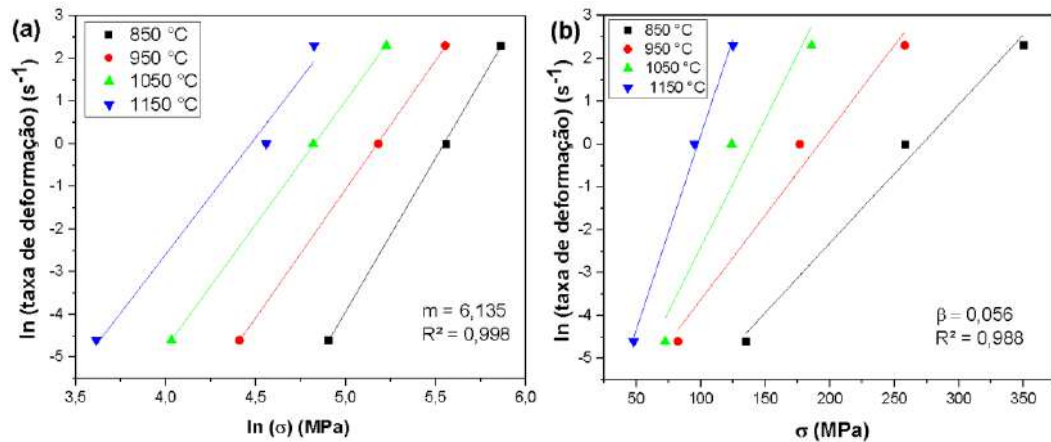 (a)
850 °C
950 °C
1050 °C
1150 °C
ln (taxa de deformação) (s⁻¹)
3
2
1
0
-1
-2
-3
-4
-5
m = 6,135
R² = 0,998
3,5 4,0 4,5 5,0 5,5 6,0
ln (σ) (MPa)
(b)
850 °C
950 °C
1050 °C
1150 °C
ln (taxa de deformação) (s⁻¹)
3
2
1
0
-1
-2
-3
-4
-5
β = 0,056
R² = 0,988
50 100 150 200 250 300 350
σ (MPa)